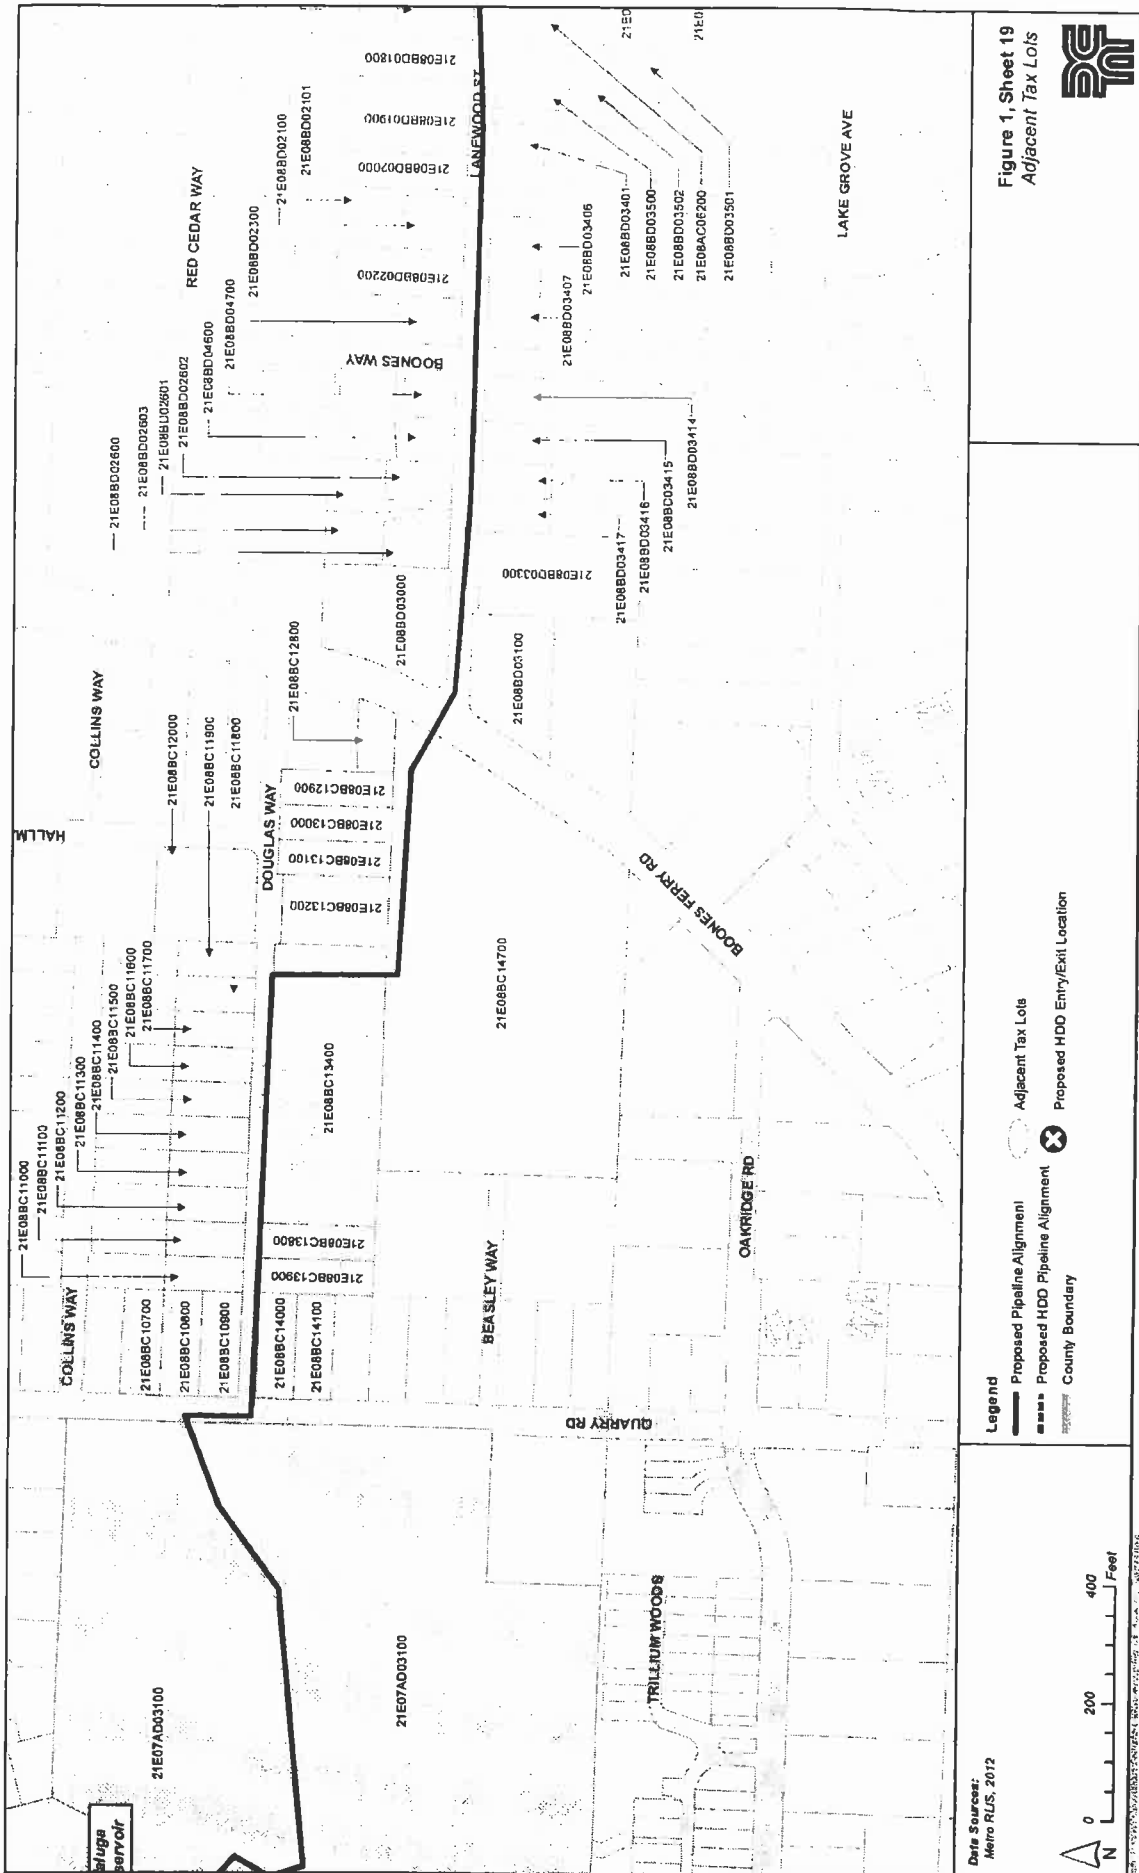 Waluga
Reservoir
21E07AD03100
21E07AD03100
COLLINS WAY
21E08BC11000
21E08BC11100
21E08BC11200
21E08BC11300
21E08BC11400
21E08BC11500
21E08BC11600
21E08BC11700
21E08BC12000
21E08BC11900
21E08BC11800
HALLM
COLLINS WAY
21E08BC10700
21E08BC10800
21E08BC10900
21E08BC14000
21E08BC14100
21E08BC13900
21E08BC13800
21E08BC13400
DOUGLAS WAY
21E08BC13200
21E08BC13100
21E08BC13000
21E08BC12900
21E08BC12800
21E08BD03000
21E08BD02600
21E08BD02603
21E08BD02601
21E08BD02602
21E08BD04600
21E08BD04700
21E08BD02300
RED CEDAR WAY
21E08BD02100
21E08BD02101
BOONES WAY
21E08BD02200
21E08BD02000
21E08BD01900
21E08BD01800
LANEWOOD ST
21E08BC14700
21E08BD03100
21E08BD03300
21E08BD03417
21E08BD03416
21E08BD03415
21E08BD03414
21E08BD03407
21E08BD03406
21E08BD03401
21E08BD03500
21E08BD03502
21E08AC06200
21E08BD03501
21E0
21E0
LAKE GROVE AVE
BOONES FERRY RD
BEASLEY WAY
OAKRIDGE RD
QUARRY RD
TRILLIUM WOODS
Data Sources:
Metro RLIS, 2012
N
0 200 400
Feet
Legend
Proposed Pipeline Alignment
Proposed HDD Pipeline Alignment
County Boundary
Adjacent Tax Lots
Proposed HDD Entry/Exit Location
Figure 1, Sheet 19
Adjacent Tax Lots